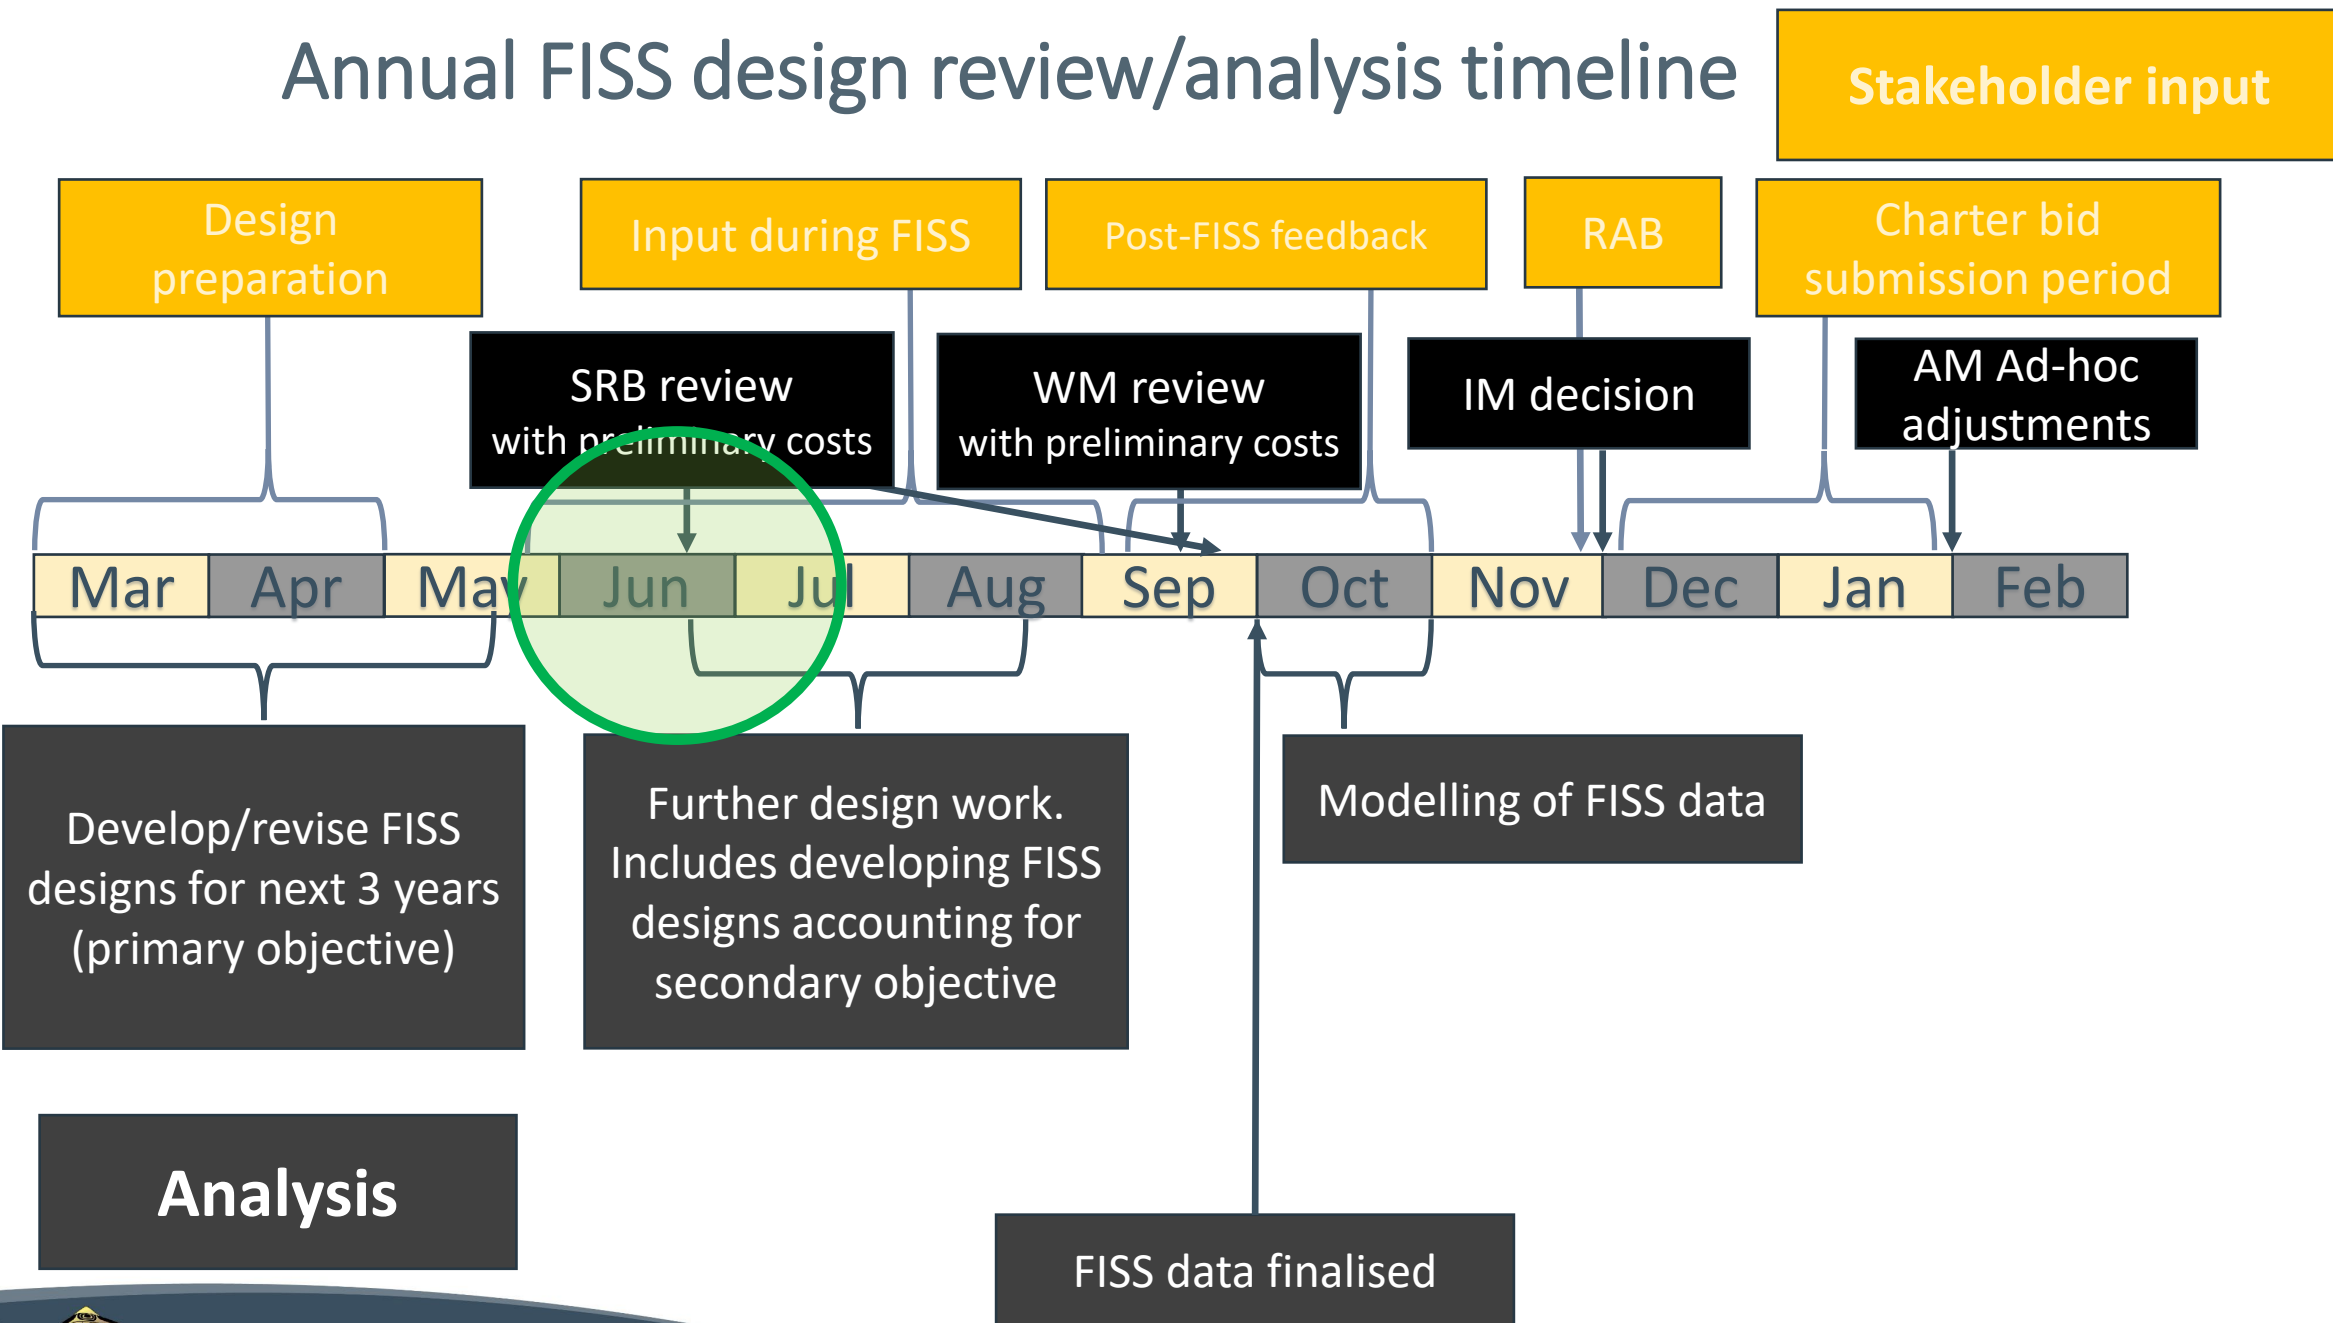 Annual FISS design review/analysis timeline
Stakeholder input
Design
preparation
Input during FISS
Post-FISS feedback
RAB
Charter bid
submission period
SRB review
with preliminary costs
WM review
with preliminary costs
IM decision
AM Ad-hoc
adjustments
Mar Apr May Jun Jul Aug Sep Oct Nov Dec Jan Feb
Develop/revise FISS
designs for next 3 years
(primary objective)
Further design work.
Includes developing FISS
designs accounting for
secondary objective
Modelling of FISS data
Analysis
FISS data finalised